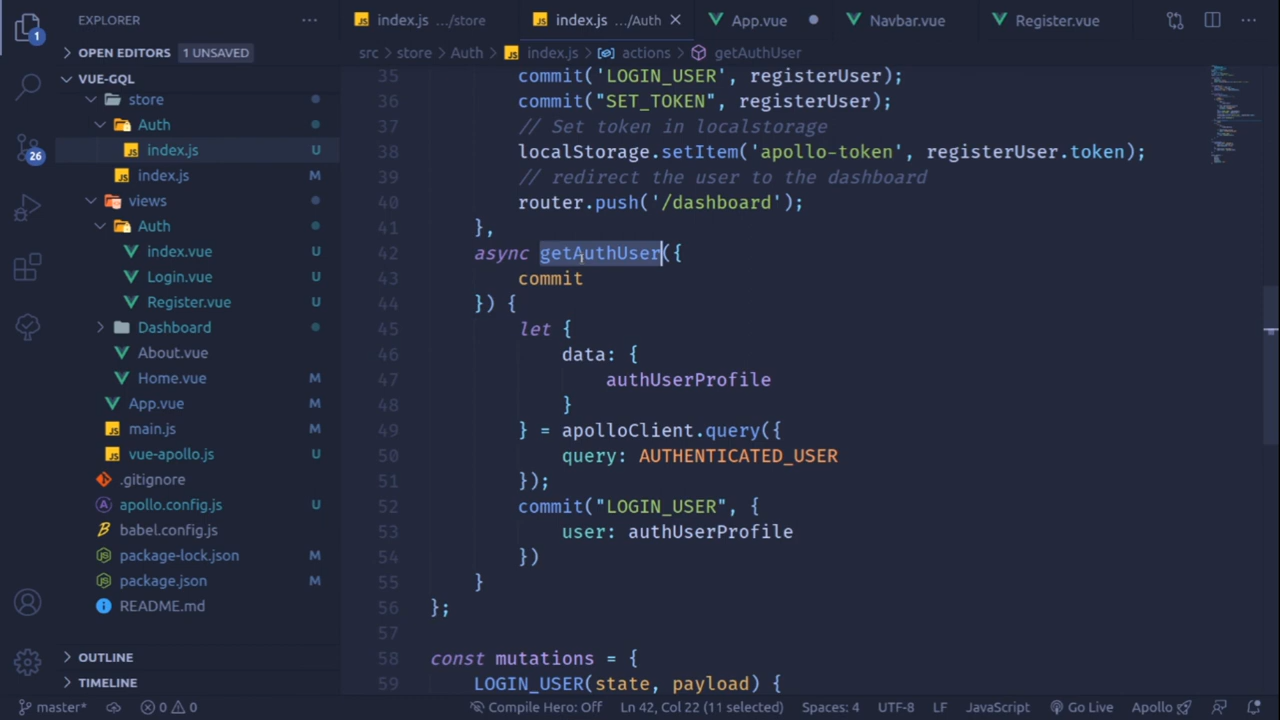 EXPLORER
index.js .../store
index.js .../Auth
App.vue
Navbar.vue
Register.vue
1
OPEN EDITORS 1 UNSAVED
src > store > Auth > index.js > actions > getAuthUser
VUE-GQL
store
Auth
index.js U
index.js M
views
Auth
index.vue U
Login.vue U
Register.vue U
Dashboard
About.vue
Home.vue M
App.vue M
main.js M
vue-apollo.js U
.gitignore
apollo.config.js U
babel.config.js
package-lock.json M
package.json M
README.md
OUTLINE
TIMELINE
26
35 commit('LOGIN_USER', registerUser);
36 commit("SET_TOKEN", registerUser);
37 // Set token in localstorage
38 localStorage.setItem('apollo-token', registerUser.token);
39 // redirect the user to the dashboard
40 router.push('/dashboard');
41 },
42 async getAuthUser({
43 commit
44 }) {
45 let {
46 data: {
47 authUserProfile
48 }
49 } = apolloClient.query({
50 query: AUTHENTICATED_USER
51 });
52 commit("LOGIN_USER", {
53 user: authUserProfile
54 })
55 }
56 };
57
58 const mutations = {
59 LOGIN_USER(state, payload) {
master* 0 0 Compile Hero: Off Ln 42, Col 22 (11 selected) Spaces: 4 UTF-8 LF JavaScript Go Live Apollo